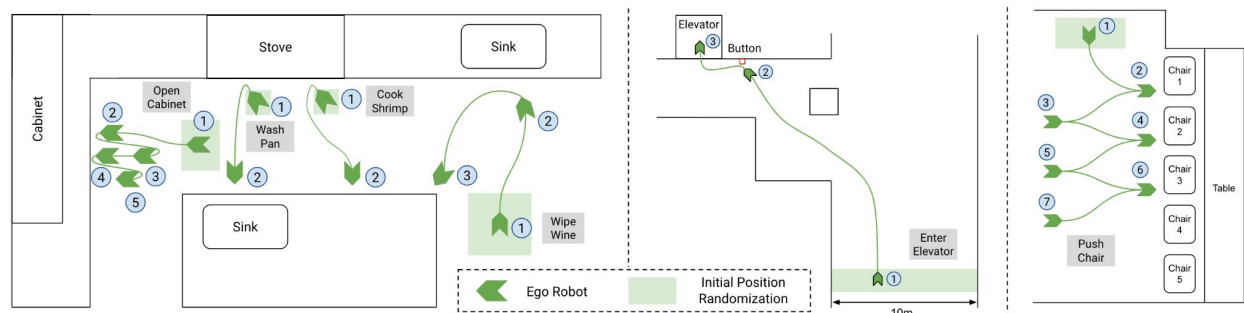 Cabinet
Stove
Sink
Open
Cabinet
1
2
3
4
5
Wash
Pan
1
2
Cook
Shrimp
1
2
Sink
Wipe
Wine
1
2
3
Elevator
3
Button
2
Enter
Elevator
1
10m
1
2
3
4
5
6
7
Chair
1
Chair
2
Chair
3
Chair
4
Chair
5
Table
Push
Chair
Ego Robot
Initial Position
Randomization